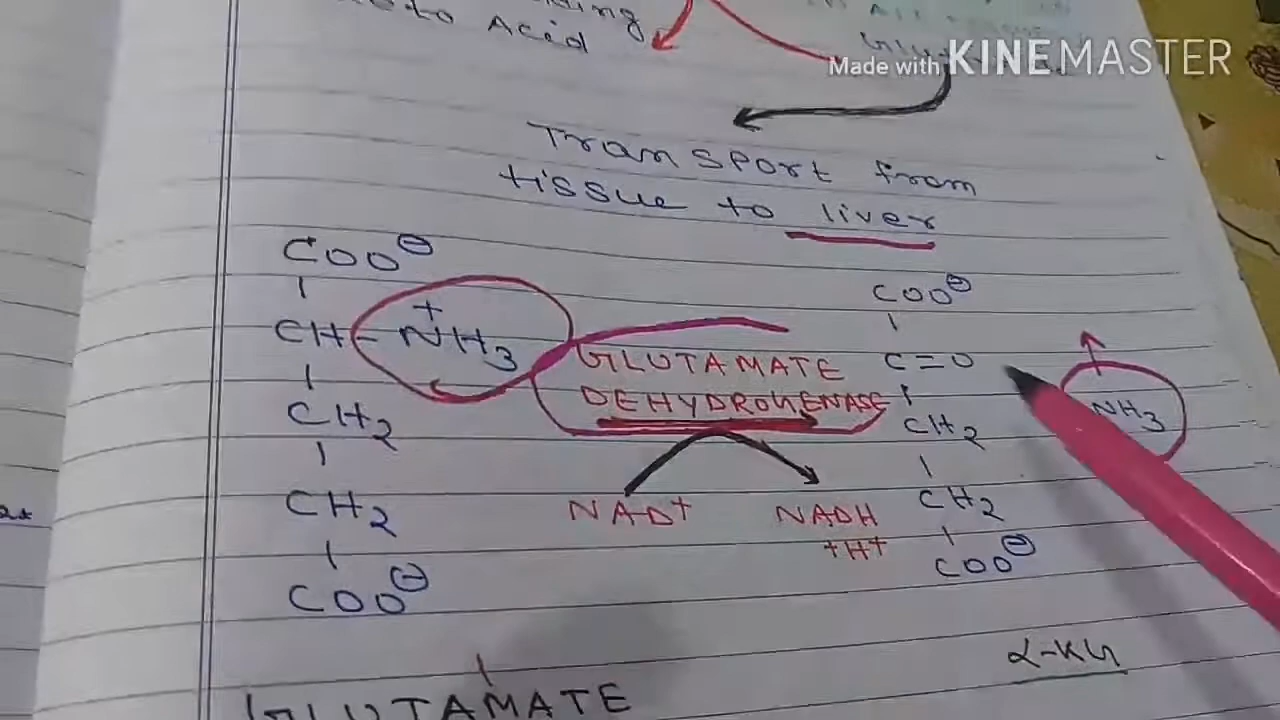 Acid
Made with KINEMASTER
Transport from
tissue to liver
COO⊖
CH-N⁺H3
CH2
CH2
COO⊖
GLUTAMATE
DEHYDROGENASE
NAD+
NADH
+H+
COO⊖
C=O
CH2
CH2
COO⊖
NH3
α-KG
GLUTAMATE